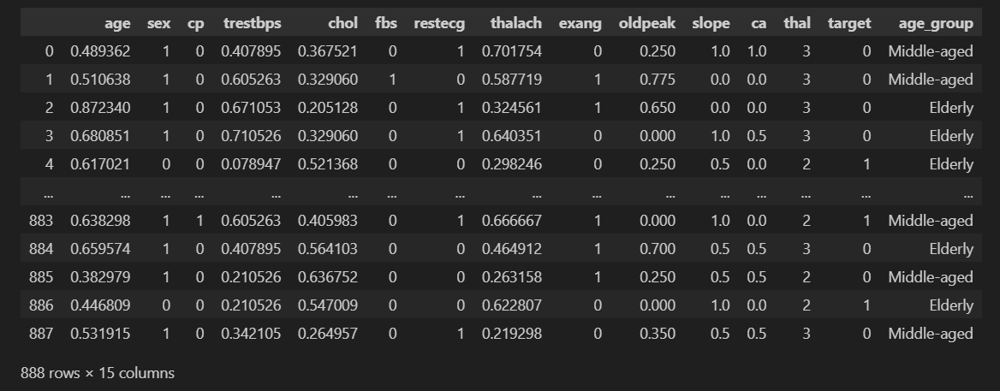 age sex cp trestbps chol fbs restecg thalach exang oldpeak slope ca thal target age_group
0 0.489362 1 0 0.407895 0.367521 0 1 0.701754 0 0.250 1.0 1.0 3 0 Middle-aged
1 0.510638 1 0 0.605263 0.329060 1 0 0.587719 1 0.775 0.0 0.0 3 0 Middle-aged
2 0.872340 1 0 0.671053 0.205128 0 1 0.324561 1 0.650 0.0 0.0 3 0 Elderly
3 0.680851 1 0 0.710526 0.329060 0 1 0.640351 0 0.000 1.0 0.5 3 0 Elderly
4 0.617021 0 0 0.078947 0.521368 0 1 0.298246 0 0.250 0.5 0.0 2 1 Elderly
... ... ... ... ... ... ... ... ... ... ... ... ... ... ... ...
883 0.638298 1 1 0.605263 0.405983 0 1 0.666667 1 0.000 1.0 0.0 2 1 Middle-aged
884 0.659574 1 0 0.407895 0.564103 0 0 0.464912 1 0.700 0.5 0.5 3 0 Elderly
885 0.382979 1 0 0.210526 0.636752 0 0 0.263158 1 0.250 0.5 0.5 2 0 Middle-aged
886 0.446809 0 0 0.210526 0.547009 0 0 0.622807 0 0.000 1.0 0.0 2 1 Elderly
887 0.531915 1 0 0.342105 0.264957 0 1 0.219298 0 0.350 0.5 0.5 3 0 Middle-aged
888 rows × 15 columns